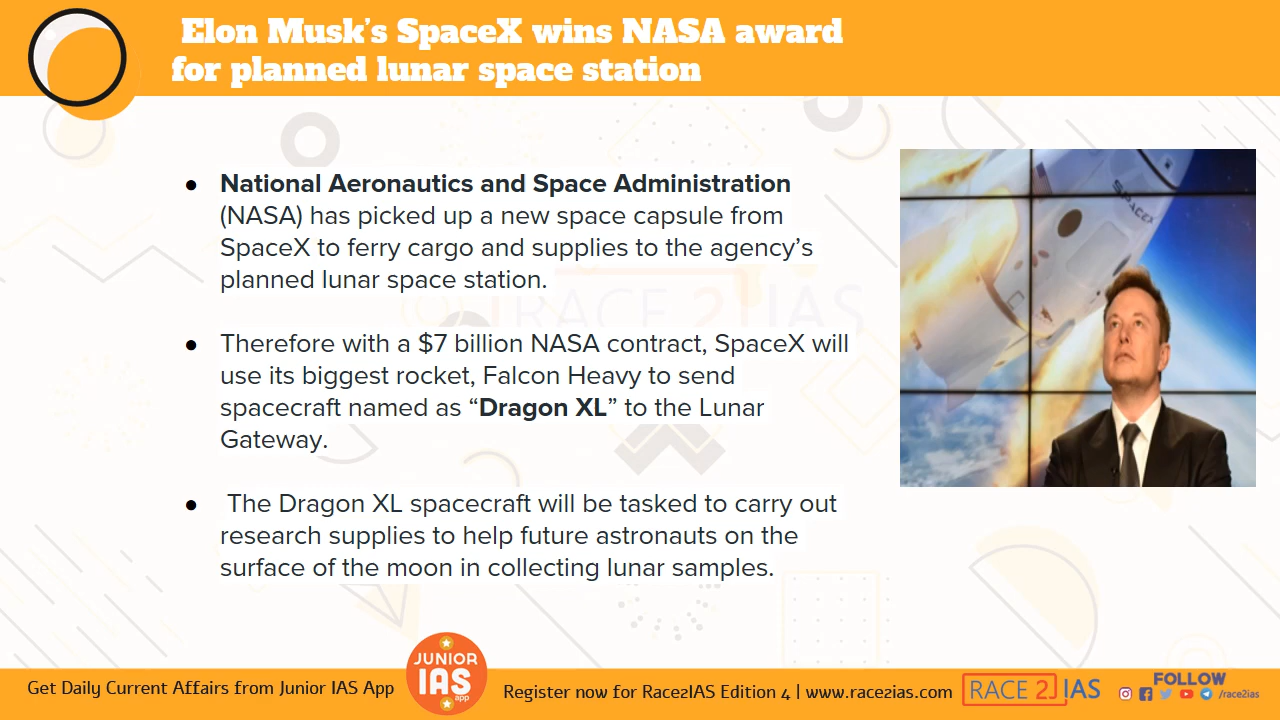 Elon Musk's SpaceX wins NASA award
for planned lunar space station
● National Aeronautics and Space Administration
(NASA) has picked up a new space capsule from
SpaceX to ferry cargo and supplies to the agency’s
planned lunar space station.
● Therefore with a $7 billion NASA contract, SpaceX will
use its biggest rocket, Falcon Heavy to send
spacecraft named as “Dragon XL” to the Lunar
Gateway.
● The Dragon XL spacecraft will be tasked to carry out
research supplies to help future astronauts on the
surface of the moon in collecting lunar samples.
SPACEX
RACE 2 IAS
Get Daily Current Affairs from Junior IAS App
JUNIOR
IAS
app
Register now for Race2IAS Edition 4 | www.race2ias.com
RACE 2 IAS
FOLLOW
/race2ias